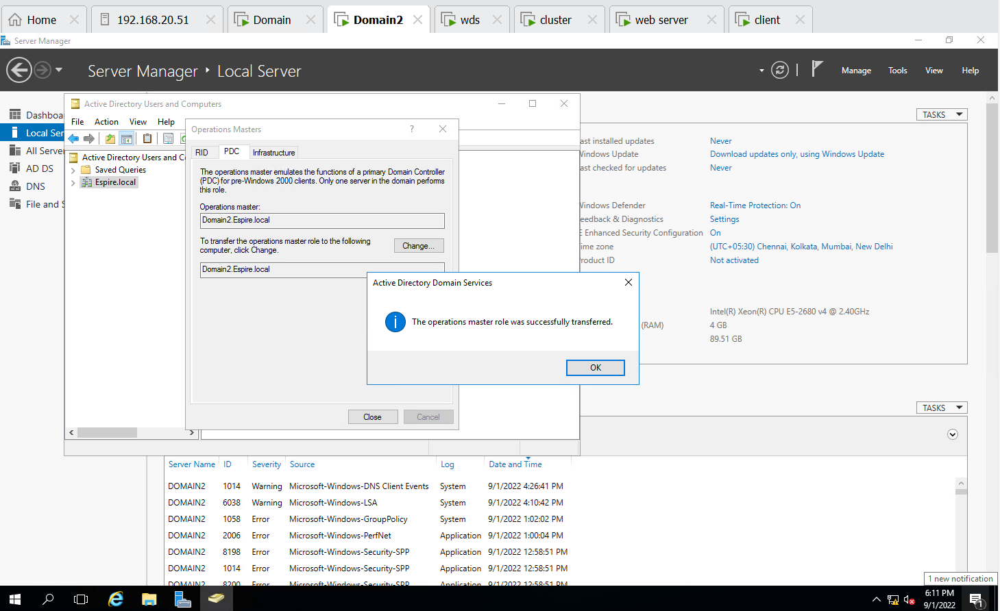 Home
192.168.20.51
Domain
Domain2
wds
cluster
web server
client
Server Manager
Server Manager
Local Server
Manage
Tools
View
Help
Dashboa
Local Ser
All Server
AD DS
DNS
File and S
Active Directory Users and Computers
File
Action
View
Help
Active Directory Users and Co
Saved Queries
Espire.local
Operations Masters
?
RID
PDC
Infrastructure
The operations master emulates the functions of a primary Domain Controller
(PDC) for pre-Windows 2000 clients. Only one server in the domain performs
this role.
Operations master:
Domain2.Espire.local
To transfer the operations master role to the following
computer, click Change.
Change...
Domain2.Espire.local
Close
Cancel
Active Directory Domain Services
The operations master role was successfully transferred.
OK
TASKS
ast installed updates
Never
Windows Update
Download updates only, using Windows Update
ast checked for updates
Never
Windows Defender
Real-Time Protection: On
eedback & Diagnostics
Settings
E Enhanced Security Configuration
On
ime zone
(UTC+05:30) Chennai, Kolkata, Mumbai, New Delhi
roduct ID
Not activated
Intel(R) Xeon(R) CPU E5-2680 v4 @ 2.40GHz
(RAM)
4 GB
89.51 GB
TASKS
Server Name
ID
Severity
Source
Log
Date and Time
DOMAIN2 1014 Warning Microsoft-Windows-DNS Client Events System 9/1/2022 4:26:41 PM
DOMAIN2 6038 Warning Microsoft-Windows-LSA System 9/1/2022 4:10:42 PM
DOMAIN2 1058 Error Microsoft-Windows-GroupPolicy System 9/1/2022 1:02:02 PM
DOMAIN2 2006 Error Microsoft-Windows-PerfNet Application 9/1/2022 1:00:04 PM
DOMAIN2 8198 Error Microsoft-Windows-Security-SPP Application 9/1/2022 12:58:51 PM
DOMAIN2 1014 Error Microsoft-Windows-Security-SPP Application 9/1/2022 12:58:51 PM
DOMAIN2 8200 Error Microsoft-Windows-Security-SPP Application 9/1/2022 12:58:51 PM
1 new notification
6:11 PM
9/1/2022
1